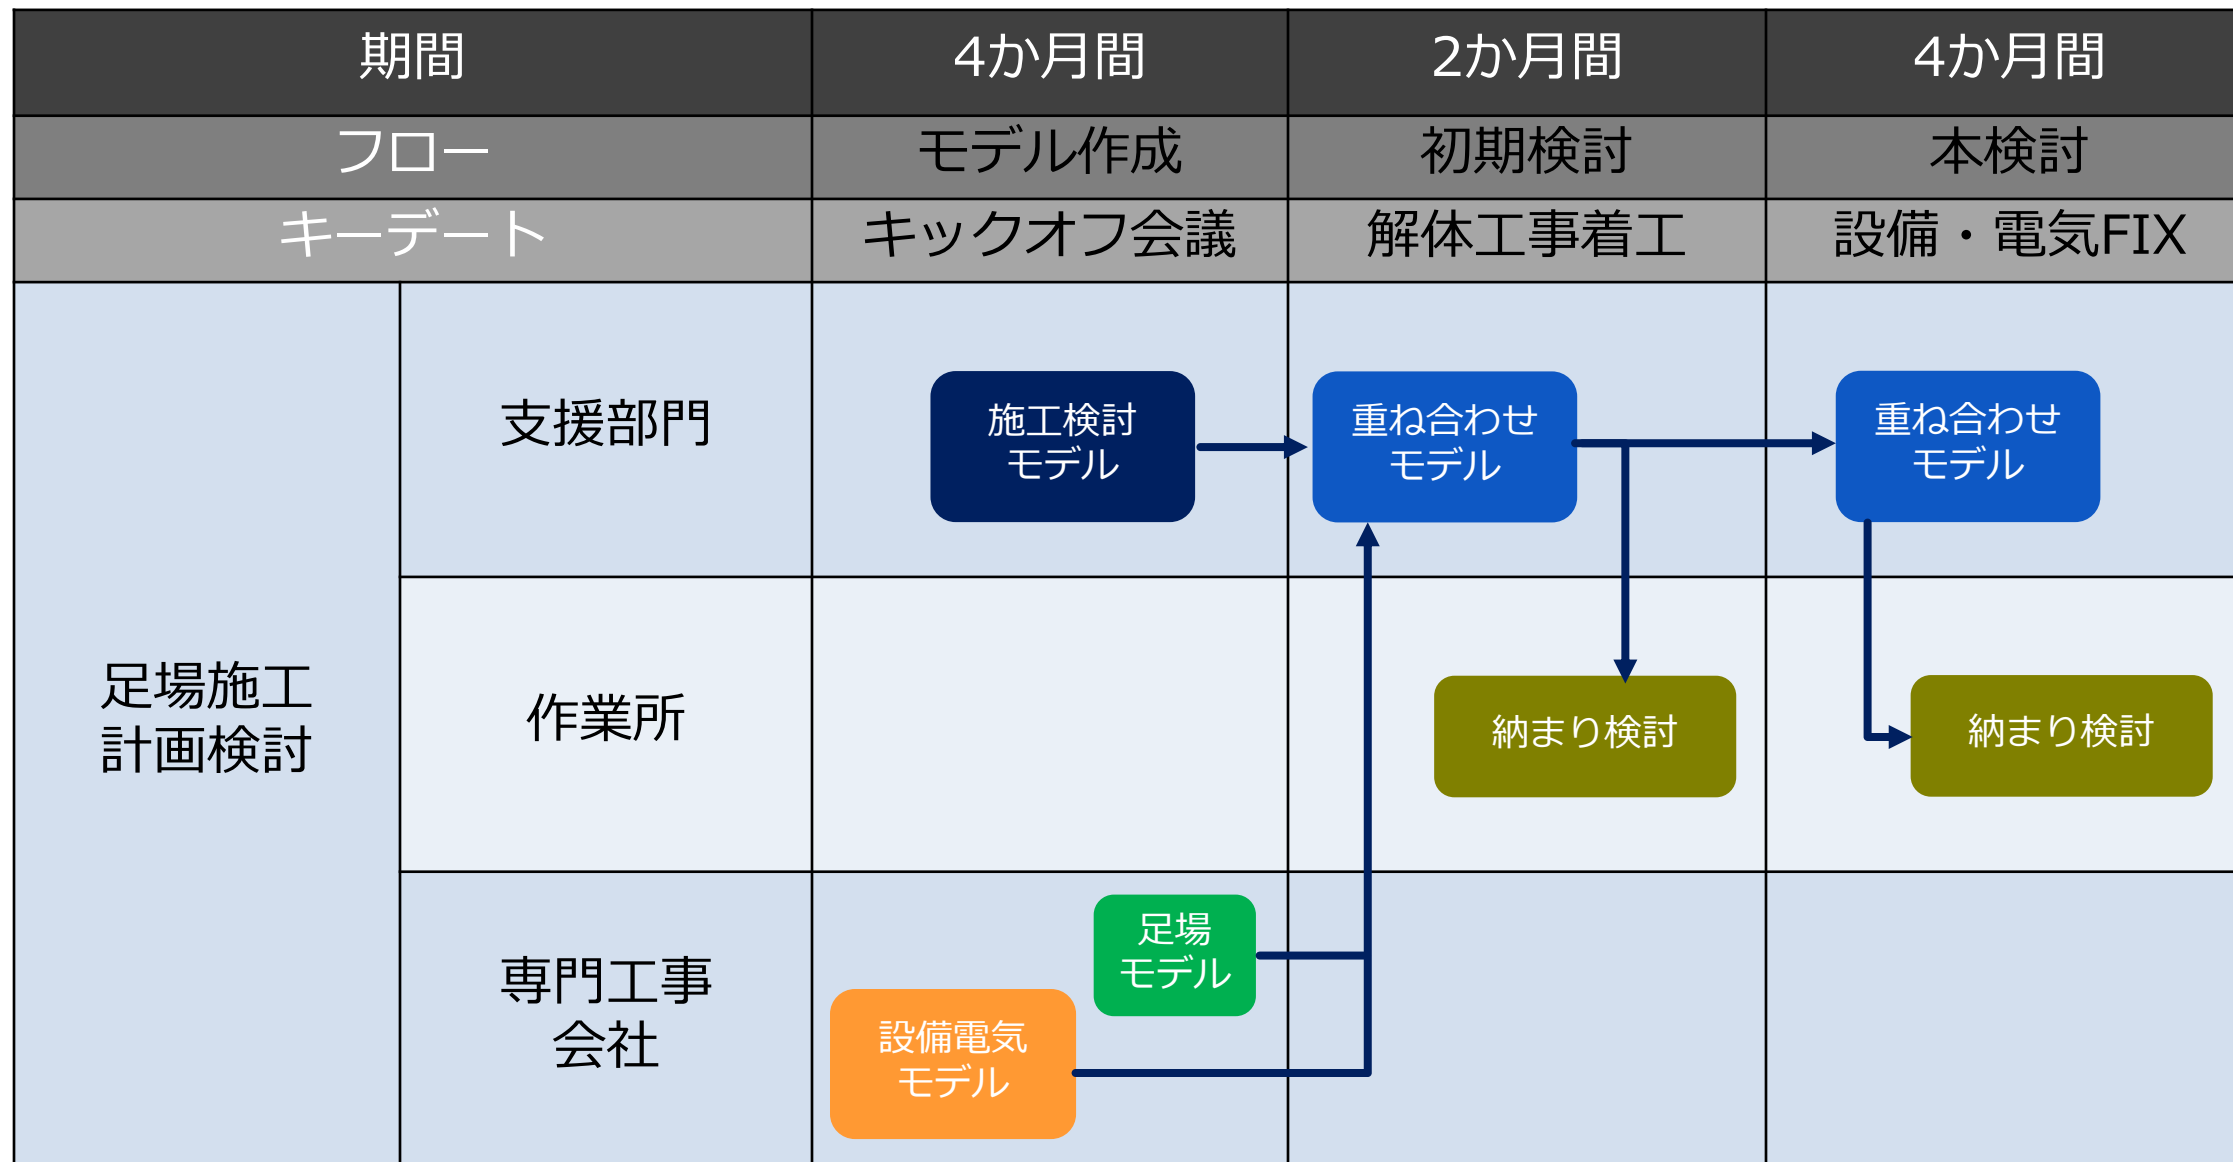 期間
4か月間
2か月間
4か月間
フロー
モデル作成
初期検討
本検討
キーデート
キックオフ会議
解体工事着工
設備・電気FIX
足場施工
計画検討
支援部門
施工検討
モデル
重ね合わせ
モデル
重ね合わせ
モデル
作業所
納まり検討
納まり検討
専門工事
会社
足場
モデル
設備電気
モデル